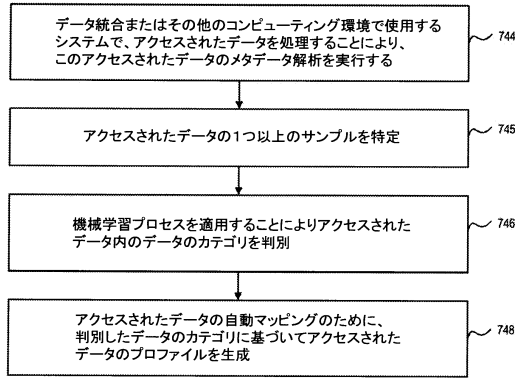 データ統合またはその他のコンピューティング環境で使用する
システムで、アクセスされたデータを処理することにより、
このアクセスされたデータのメタデータ解析を実行する
744
アクセスされたデータの1つ以上のサンプルを特定
745
機械学習プロセスを適用することによりアクセスされた
データ内のデータのカテゴリを判別
746
アクセスされたデータの自動マッピングのために、
判別したデータのカテゴリに基づいてアクセスされた
データのプロファイルを生成
748